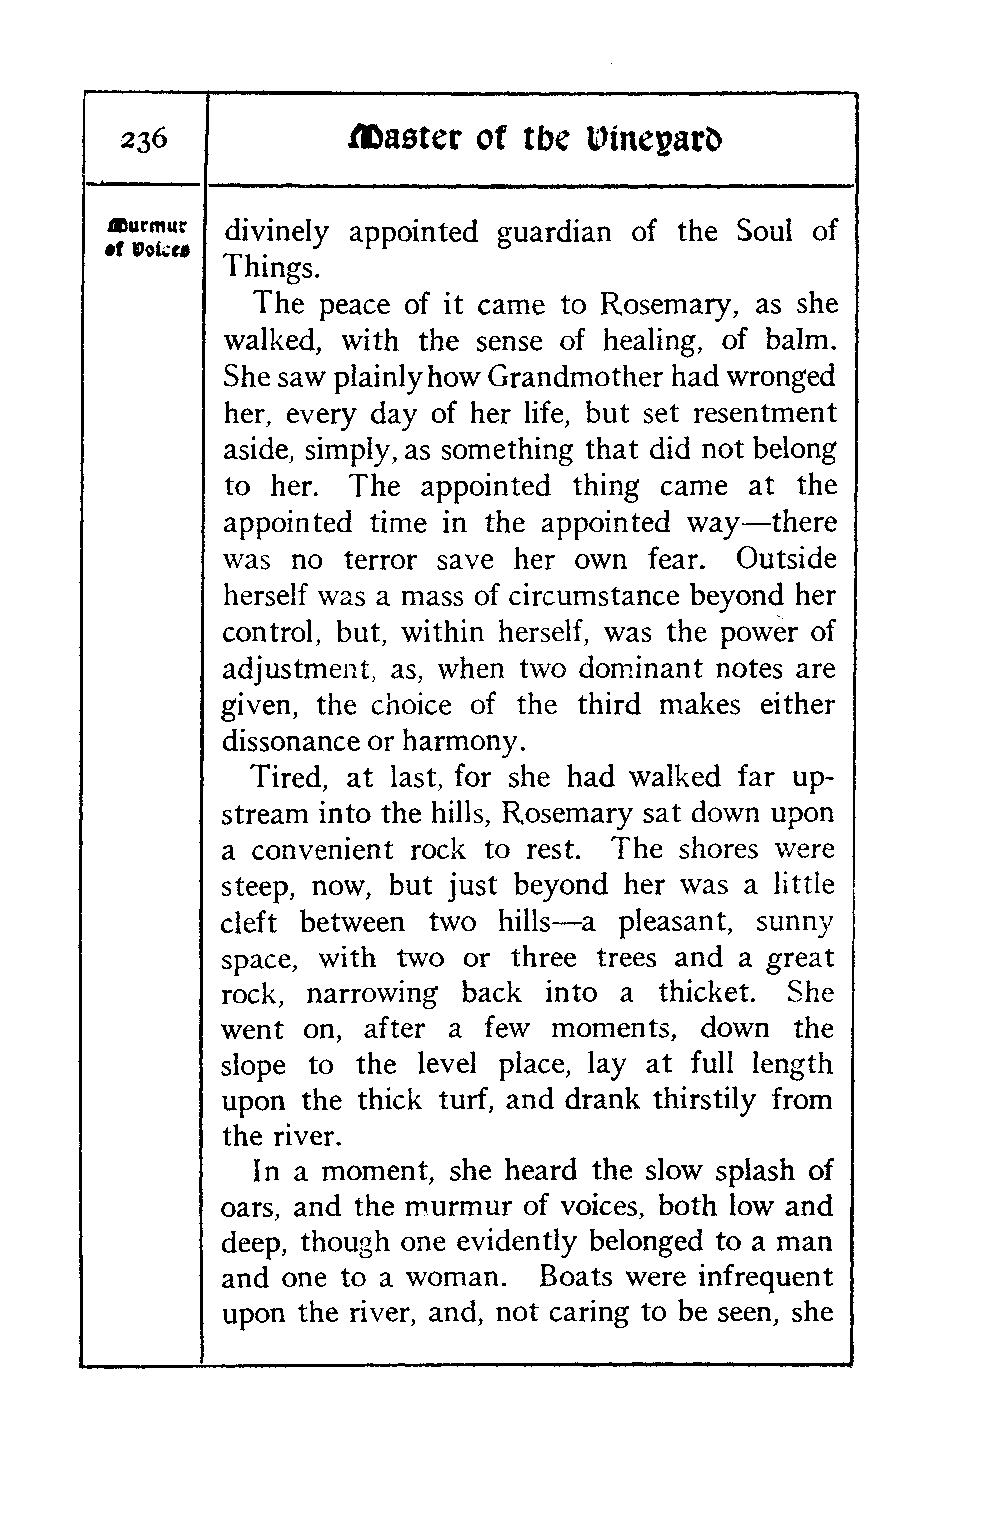 236
Master of the Vineyard
Murmur
of Voices
divinely appointed guardian of the Soul of
Things.
The peace of it came to Rosemary, as she
walked, with the sense of healing, of balm.
She saw plainly how Grandmother had wronged
her, every day of her life, but set resentment
aside, simply, as something that did not belong
to her. The appointed thing came at the
appointed time in the appointed way—there
was no terror save her own fear. Outside
herself was a mass of circumstance beyond her
control, but, within herself, was the power of
adjustment, as, when two dominant notes are
given, the choice of the third makes either
dissonance or harmony.
Tired, at last, for she had walked far up-
stream into the hills, Rosemary sat down upon
a convenient rock to rest. The shores were
steep, now, but just beyond her was a little
cleft between two hills—a pleasant, sunny
space, with two or three trees and a great
rock, narrowing back into a thicket. She
went on, after a few moments, down the
slope to the level place, lay at full length
upon the thick turf, and drank thirstily from
the river.
In a moment, she heard the slow splash of
oars, and the murmur of voices, both low and
deep, though one evidently belonged to a man
and one to a woman. Boats were infrequent
upon the river, and, not caring to be seen, she